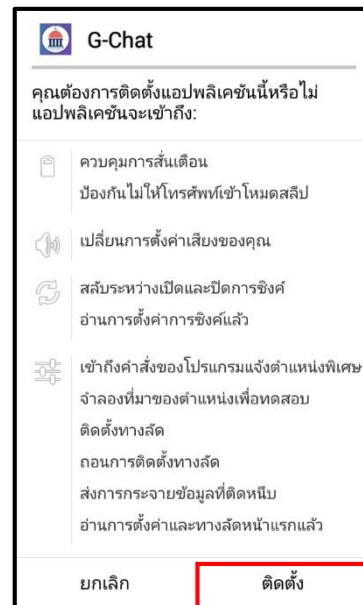 G-Chat
คุณต้องการติดตั้งแอปพลิเคชันนี้หรือไม่
แอปพลิเคชันจะเข้าถึง:
ควบคุมการสั่นเตือน
ป้องกันไม่ให้โทรศัพท์เข้าโหมดสลีป
เปลี่ยนการตั้งค่าเสียงของคุณ
สลับระหว่างเปิดและปิดการซิงค์
อ่านการตั้งค่าการซิงค์แล้ว
เข้าถึงคำสั่งของโปรแกรมแจ้งตำแหน่งพิเศษ
จำลองที่มาของตำแหน่งเพื่อทดสอบ
ติดตั้งทางลัด
ถอนการติดตั้งทางลัด
ส่งการกระจายข้อมูลที่ติดหนึบ
อ่านการตั้งค่าและทางลัดหน้าแรกแล้ว
ยกเลิก ติดตั้ง